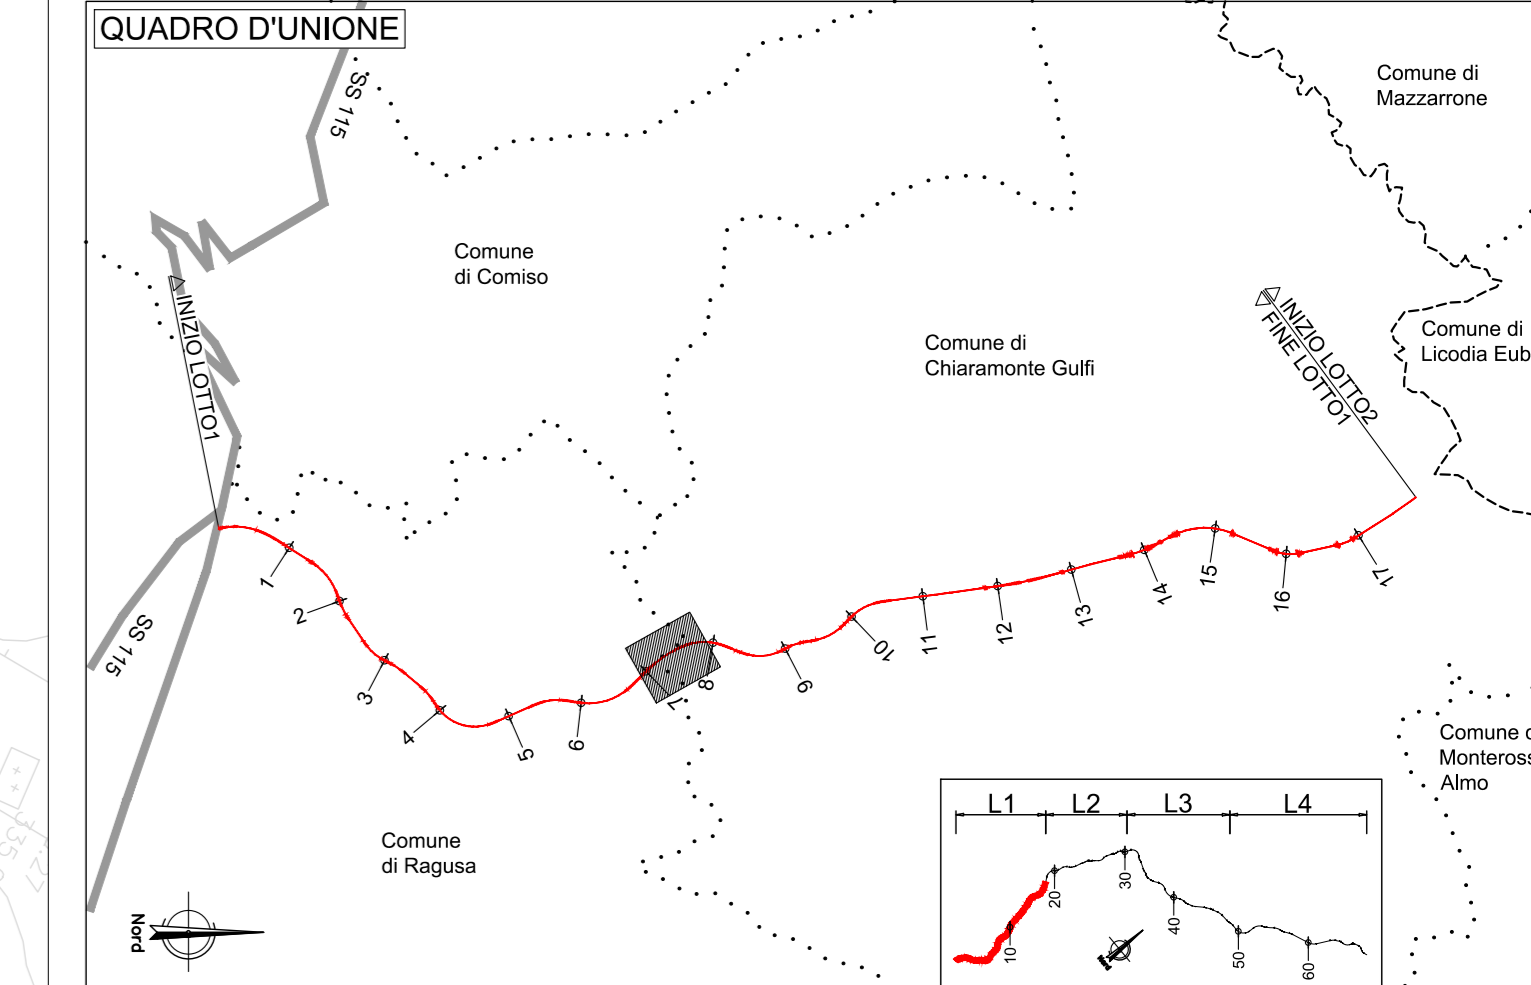 QUADRO D'UNIONE
SS 115
Comune di
Mazzarrone
Comune
di Comiso
INIZIO LOTTO1
Comune di
Chiaramonte Gulfi
INIZIO LOTTO2
FINE LOTTO1
Comune di
Licodia Eub
1
2
3
4
5
6
7
8
9
10
11
12
13
14
15
16
17
SS 115
Comune
di Ragusa
Comune d
Monteross
Almo
Nord
L1 L2 L3 L4
10
20
30
40
50
60